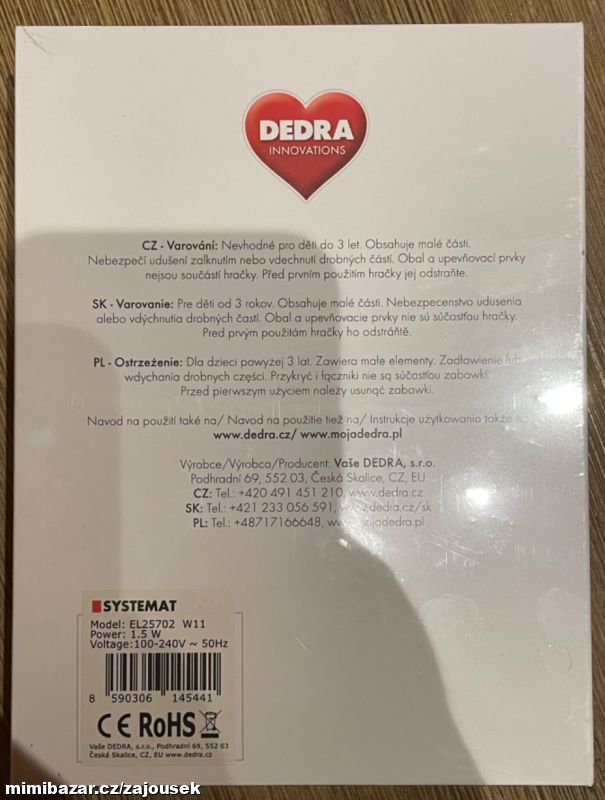 DEDRA
INNOVATIONS
CZ - Varování: Nevhodné pro děti do 3 let. Obsahuje malé části.
Nebezpečí udušení zalknutím nebo vdechnutí drobných částí. Obal a upevňovací prvky
nejsou součástí hračky. Před prvním použitím hračky jej odstraňte.
SK - Varovanie: Pre děti od 3 rokov. Obsahuje malé části. Nebezpecenstvo udusenia
alebo vdýchnutia drobných častí. Obal a upevňovacie prvky nie sú súčasťou hračky.
Pred prvým použitám hračky ho odstráňtě.
PL - Ostrzeżenie: Dla dzieci powyżej 3 lat. Zawiera małe elementy. Zadławienie lub
wdychania drobnych części. Przykryć i łączniki nie są súčasťou zabawki.
Przed pierwszym użyciem należy usunąć zabawki.
Navod na použití také na/ Navod na použitie tiež na/ Instrukcje użytkowania także na
www.dedra.cz/ www.mojadedra.pl
Výrobce/Výrobca/Producent: Vaše DEDRA, s.r.o.
Podhradní 69, 552 03, Česká Skalice, CZ, EU
CZ: Tel.: +420 491 451 210, www.dedra.cz
SK: Tel.: +421 233 056 591, www.dedra.cz/sk
PL: Tel.: +48717166648, www.mojadedra.pl
SYSTEMAT
Model: EL25702 W11
Power: 1.5 W
Voltage:100-240V ~ 50Hz
8 590306 145441
CE RoHS
Vaše DEDRA, s.r.o., Podhradní 69, 552 03
Česká Skalice, CZ, EU www.dedra.cz
mimibazar.cz/zajousek